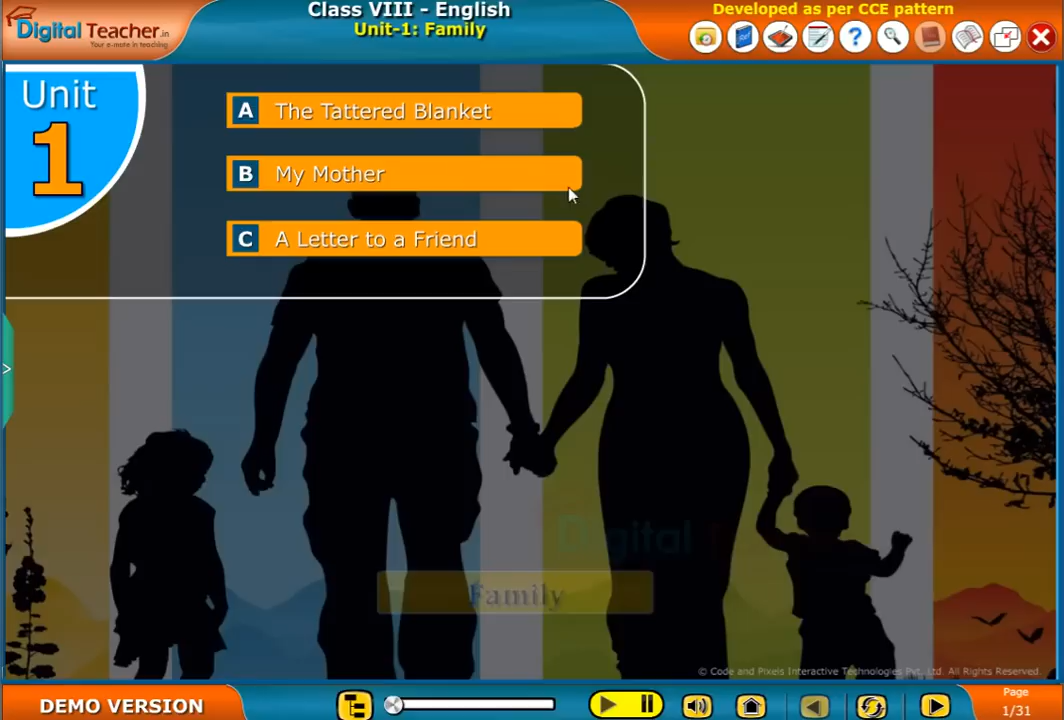 Digital Teacher.in
Your e-mate in teaching
Class VIII - English
Unit-1: Family
Developed as per CCE pattern
Unit
1
A The Tattered Blanket
B My Mother
C A Letter to a Friend
Digital T
Family
© Code and Pixels Interactive Technologies Pvt. Ltd. All Rights Reserved.
DEMO VERSION
Page
1/31